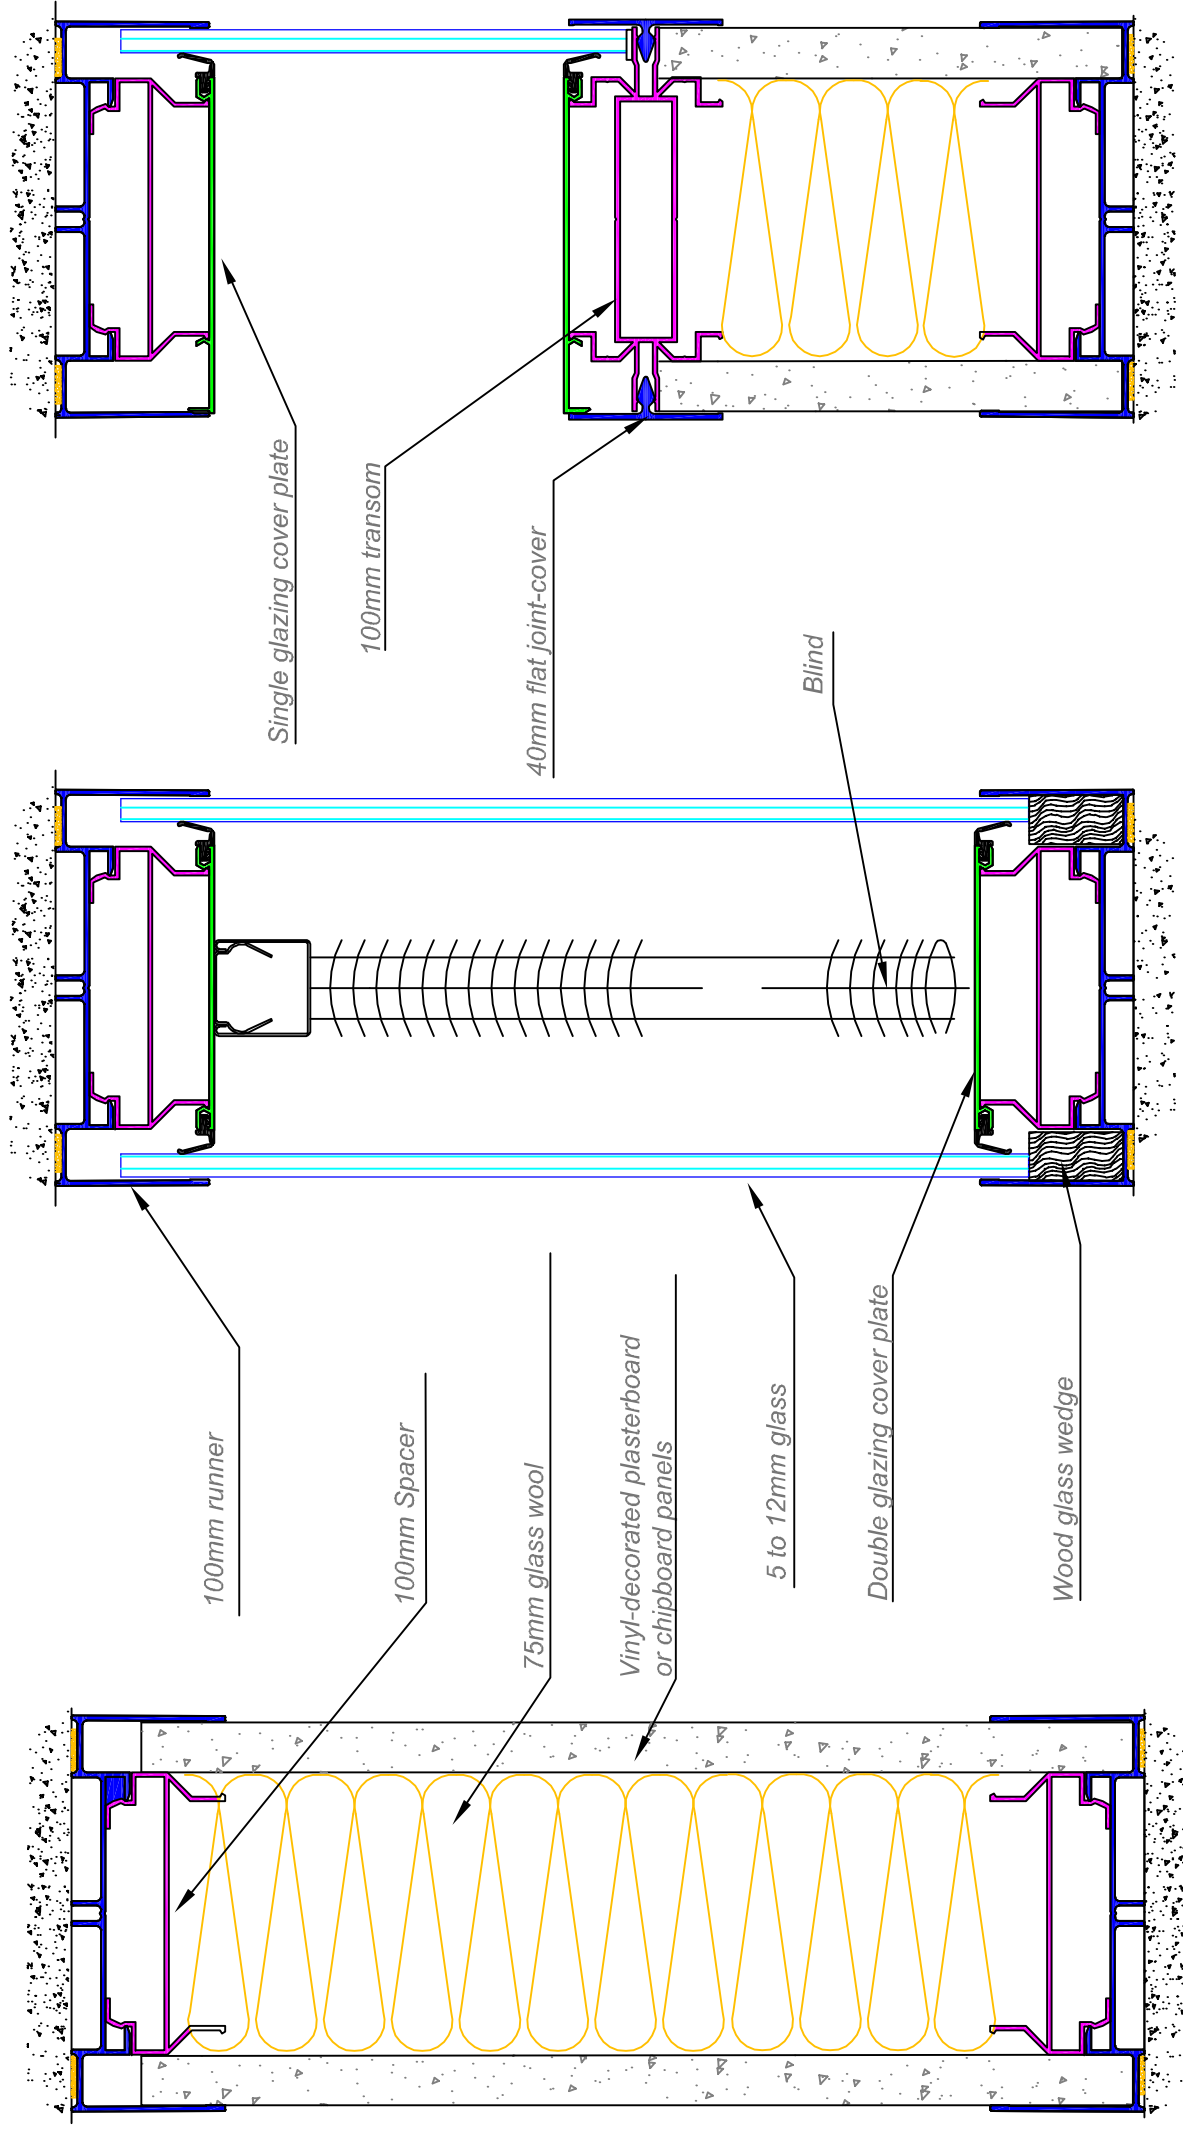 100mm runner
100mm Spacer
75mm glass wool
Vinyl-decorated plasterboard
or chipboard panels
5 to 12mm glass
Double glazing cover plate
Wood glass wedge
Single glazing cover plate
100mm transom
40mm flat joint-cover
Blind